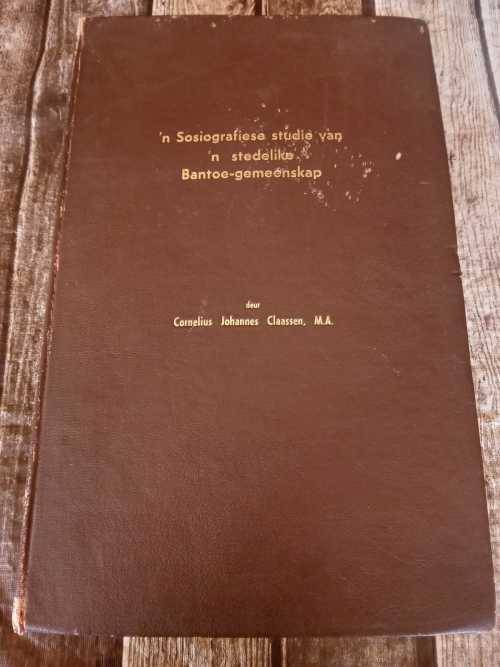 'n Sosiografiese studie van
'n stedelike
Bantoe-gemeenskap
deur
Cornelius Johannes Claassen, M.A.